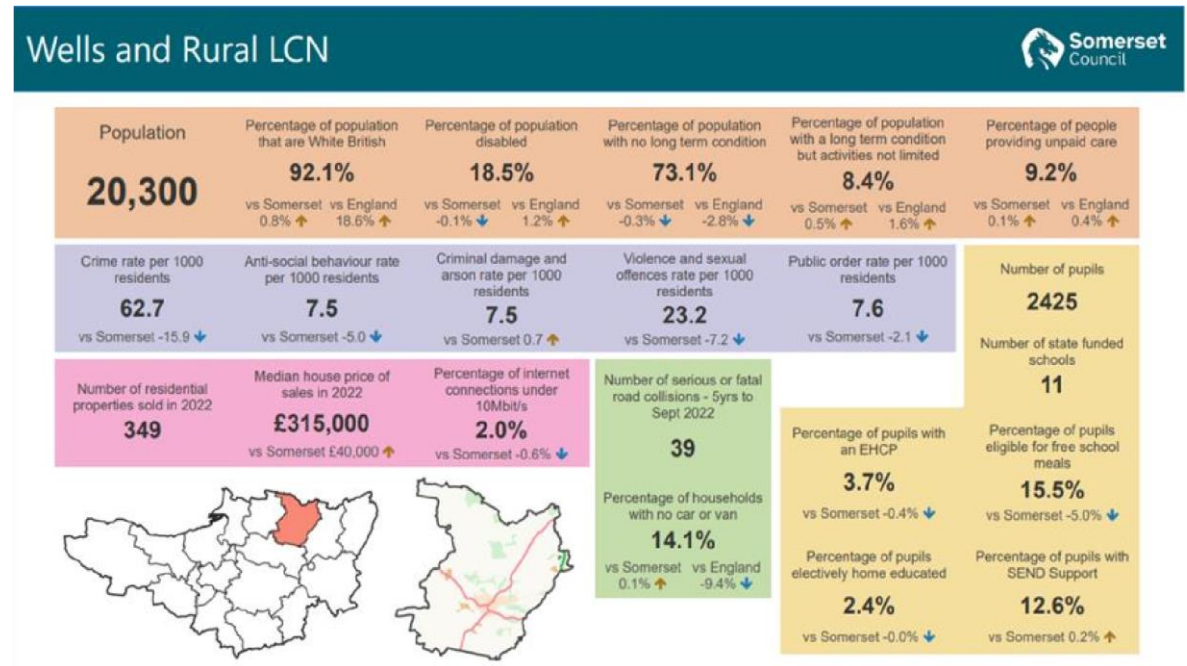 Wells and Rural LCN
Somerset
Council
Population
20,300
Percentage of population
that are White British
92.1%
vs Somerset vs England
0.8% ↑ 18.6% ↑
Percentage of population
disabled
18.5%
vs Somerset vs England
-0.1% ↓ 1.2% ↑
Percentage of population
with no long term condition
73.1%
vs Somerset vs England
-0.3% ↓ -2.8% ↓
Percentage of population
with a long term condition
but activities not limited
8.4%
vs Somerset vs England
0.5% ↑ 1.6% ↑
Percentage of people
providing unpaid care
9.2%
vs Somerset vs England
0.1% ↑ 0.4% ↑
Crime rate per 1000
residents
62.7
vs Somerset -15.9 ↓
Anti-social behaviour rate
per 1000 residents
7.5
vs Somerset -5.0 ↓
Criminal damage and
arson rate per 1000
residents
7.5
vs Somerset 0.7 ↑
Violence and sexual
offences rate per 1000
residents
23.2
vs Somerset -7.2 ↓
Public order rate per 1000
residents
7.6
vs Somerset -2.1 ↓
Number of pupils
2425
Number of state funded
schools
11
Number of residential
properties sold in 2022
349
Median house price of
sales in 2022
£315,000
vs Somerset £40,000 ↑
Percentage of internet
connections under
10Mbit/s
2.0%
vs Somerset -0.6% ↓
Number of serious or fatal
road collisions - 5yrs to
Sept 2022
39
Percentage of households
with no car or van
14.1%
vs Somerset vs England
0.1% ↑ -9.4% ↓
Percentage of pupils with
an EHCP
3.7%
vs Somerset -0.4% ↓
Percentage of pupils
eligible for free school
meals
15.5%
vs Somerset -5.0% ↓
Percentage of pupils
electively home educated
2.4%
vs Somerset -0.0% ↓
Percentage of pupils with
SEND Support
12.6%
vs Somerset 0.2% ↑